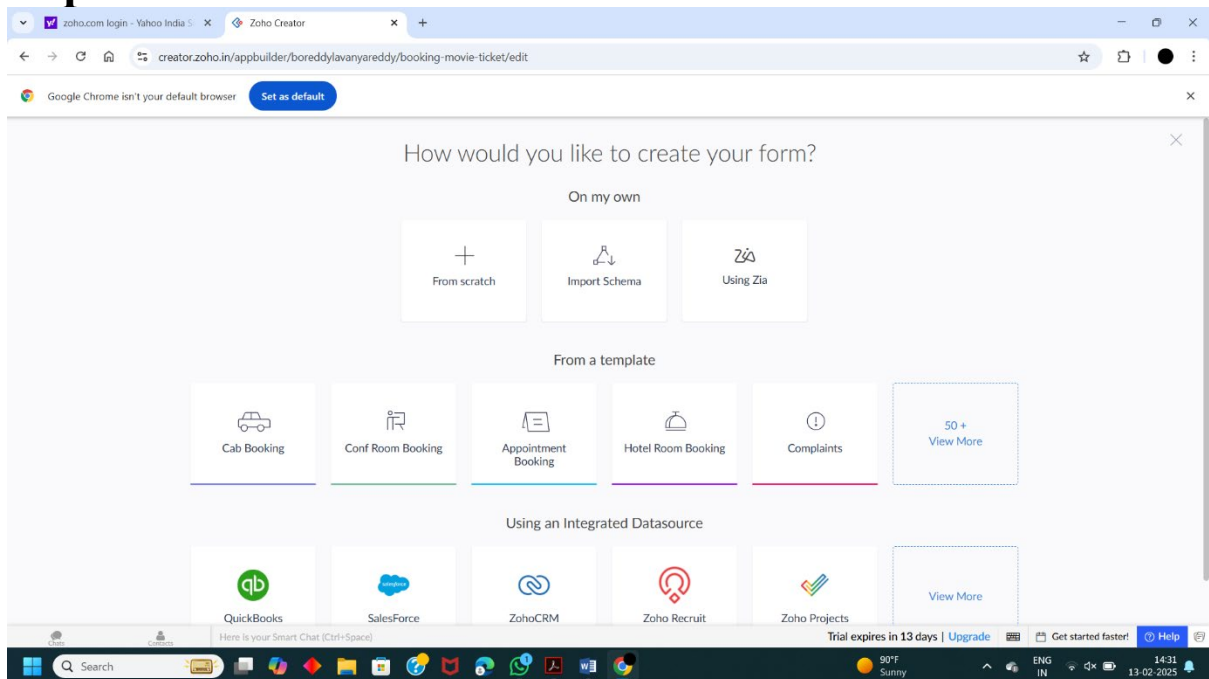 zoho.com login - Yahoo India S
Zoho Creator
creator.zoho.in/appbuilder/boreddylavanyareddy/booking-movie-ticket/edit
Google Chrome isn't your default browser Set as default
How would you like to create your form?
On my own
From scratch Import Schema Using Zia
From a template
Cab Booking Conf Room Booking Appointment Booking Hotel Room Booking Complaints 50 + View More
Using an Integrated Datasource
QuickBooks SalesForce ZohoCRM Zoho Recruit Zoho Projects View More
Chats Contacts Here is your Smart Chat (Ctrl+Space) Trial expires in 13 days | Upgrade Get started faster! Help
Search 90°F Sunny ENG IN 14:31 13-02-2025